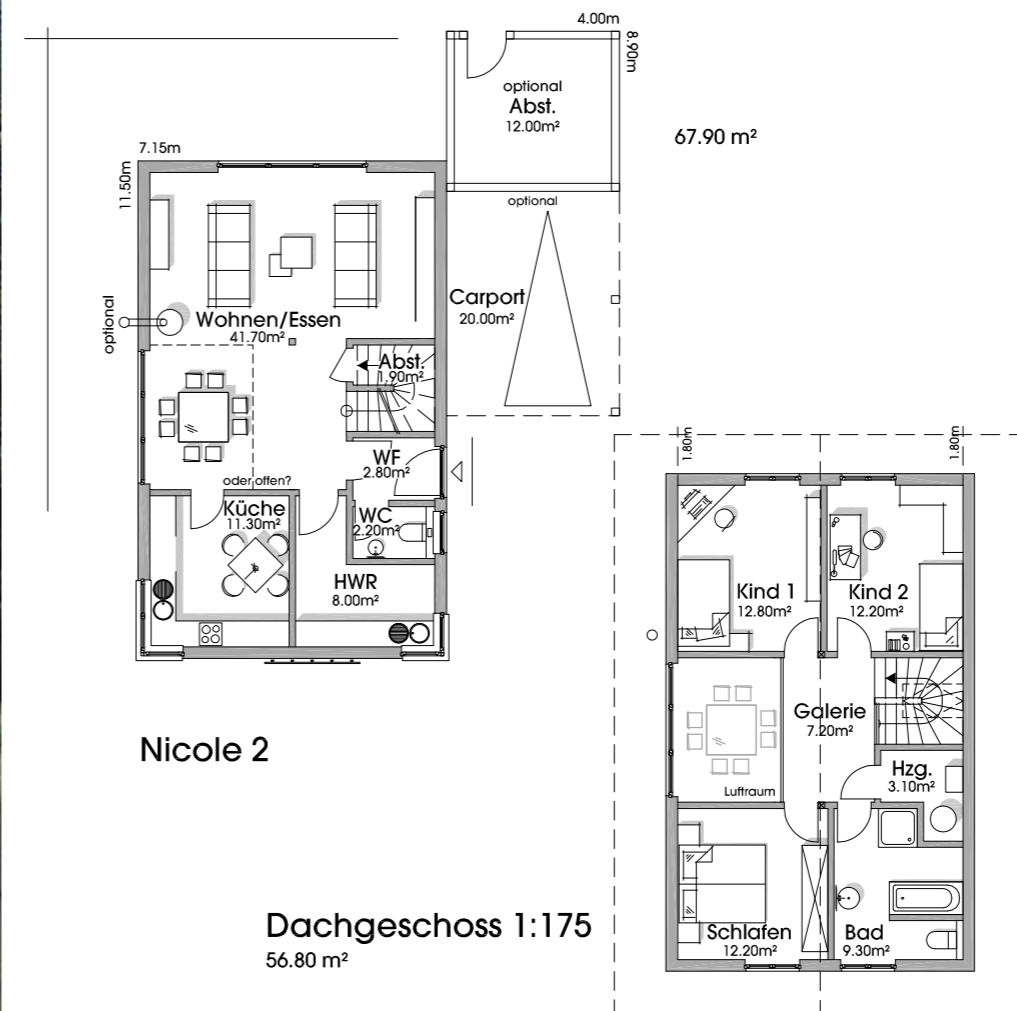 4.00m
8.90m
optional
Abst.
12.00m²
67.90 m²
7.15m
11.50m
optional
Carport
20.00m²
optional
Wohnen/Essen
41.70m²
Abst.
1.90m²
WF
2.80m²
oder offen?
Küche
11.30m²
WC
2.20m²
HWR
8.00m²
1.80m
1.80m
Kind 1
12.80m²
Kind 2
12.20m²
Galerie
7.20m²
Luftraum
Hzg.
3.10m²
Schlafen
12.20m²
Bad
9.30m²
Nicole 2
Dachgeschoss 1:175
56.80 m²